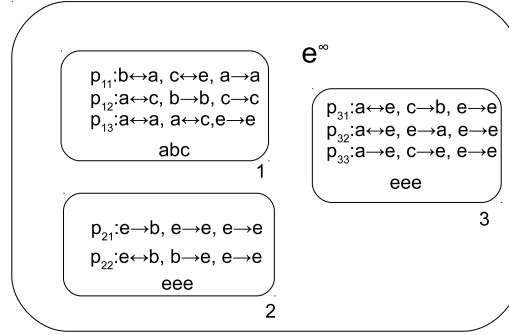 e∞
p11:b↔a, c↔e, a→a
p12:a↔c, b→b, c→c
p13:a↔a, a↔c,e→e
abc
1
p31:a↔e, c→b, e→e
p32:a↔e, e→a, e→e
p33:a→e, c→e, e→e
eee
3
p21:e→b, e→e, e→e
p22:e↔b, b→e, e→e
eee
2